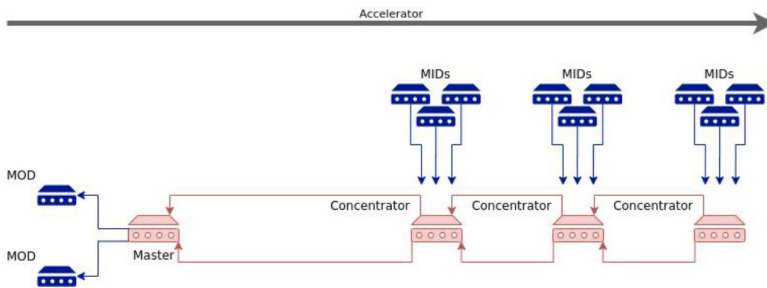 Accelerator
MIDs
MIDs
MIDs
MOD
Concentrator
Concentrator
Concentrator
MOD
Master